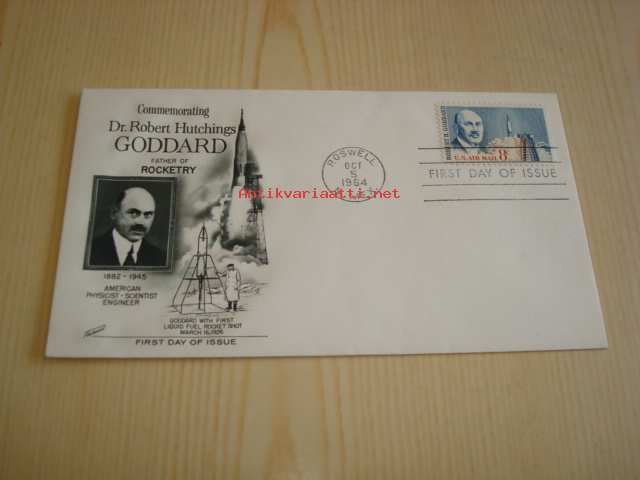 Commemorating
Dr. Robert Hutchings
GODDARD
FATHER OF
ROCKETRY
1882 - 1945
AMERICAN
PHYSICIST - SCIENTIST
ENGINEER
GODDARD WITH FIRST
LIQUID FUEL ROCKET SHOT
MARCH 16, 1926
FIRST DAY OF ISSUE
ROSWELL
OCT
5
1964
ROBERT H. GODDARD
U.S. AIR MAIL 8c
FIRST DAY OF ISSUE
Antikvariaatti.net